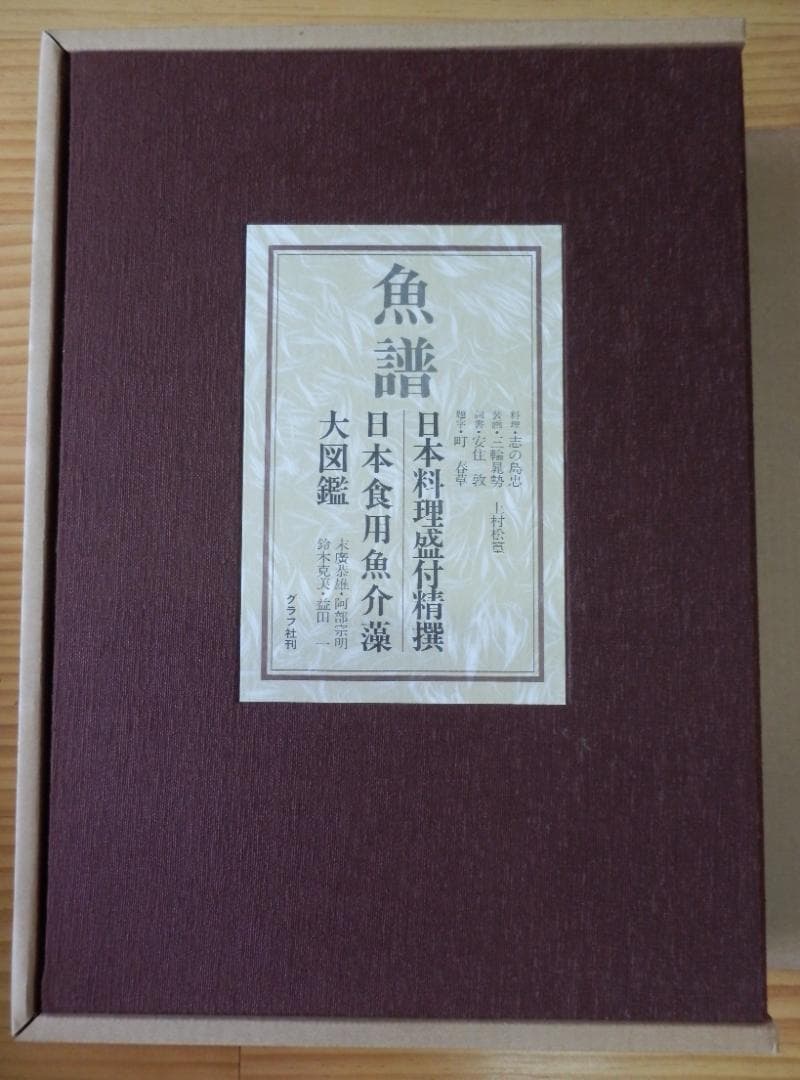 魚譜
料理・志の島忠
装画・三輪晁勢 上村松篁
詞書・安住 敦
題字・町 春草
日本料理盛付精撰
日本食用魚介藻
大図鑑
末廣恭雄・阿部宗明
鈴木克美・益田 一
グラフ社刊